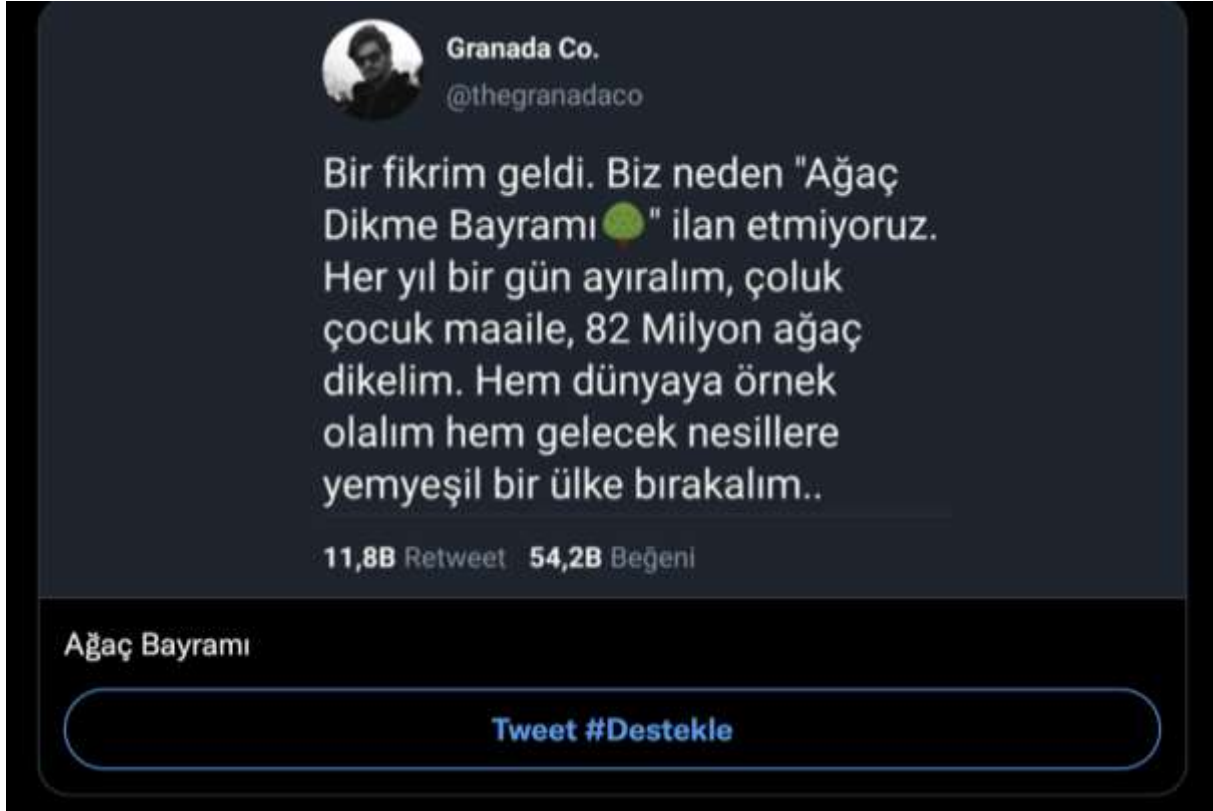 Granada Co.
@thegranadaco
Bir fikrim geldi. Biz neden "Ağaç
Dikme Bayramı🌳" ilan etmiyoruz.
Her yıl bir gün ayıralım, çoluk
çocuk maaile, 82 Milyon ağaç
dikelim. Hem dünyaya örnek
olalım hem gelecek nesillere
yemyeşil bir ülke bırakalım..
11,8B Retweet 54,2B Beğeni
Ağaç Bayramı
Tweet #Destekle